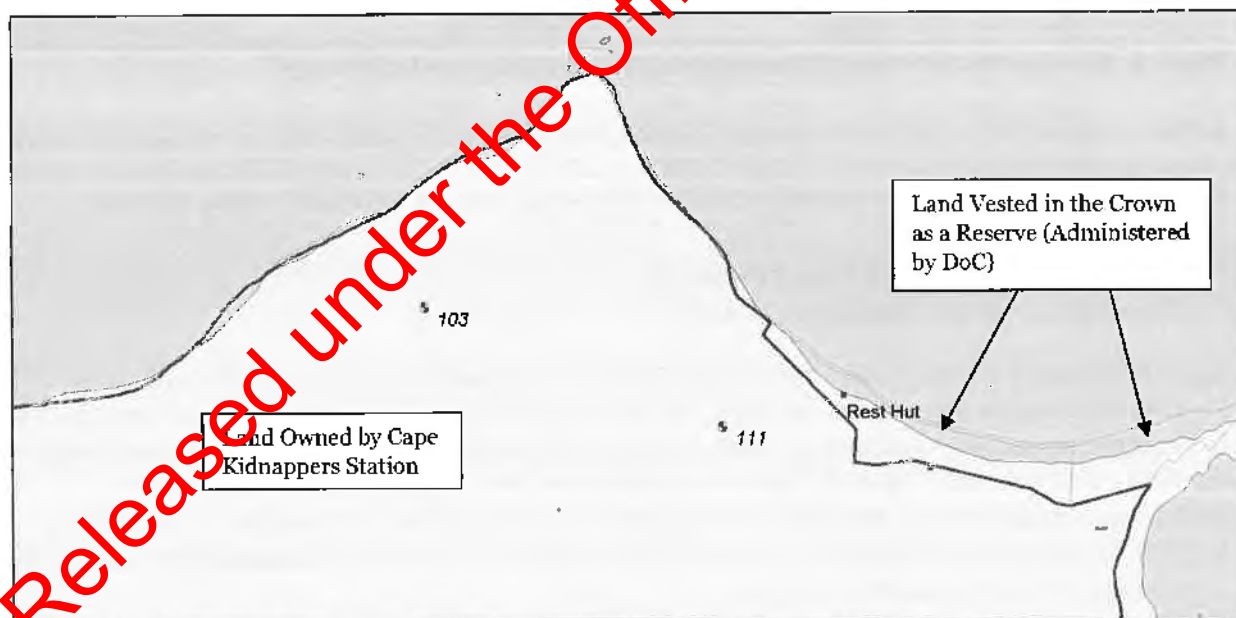 Released under the
Land Vested in the Crown
as a Reserve (Administered
by DoC)
103
Rest Hut
111
Land Owned by Cape
Kidnappers Station